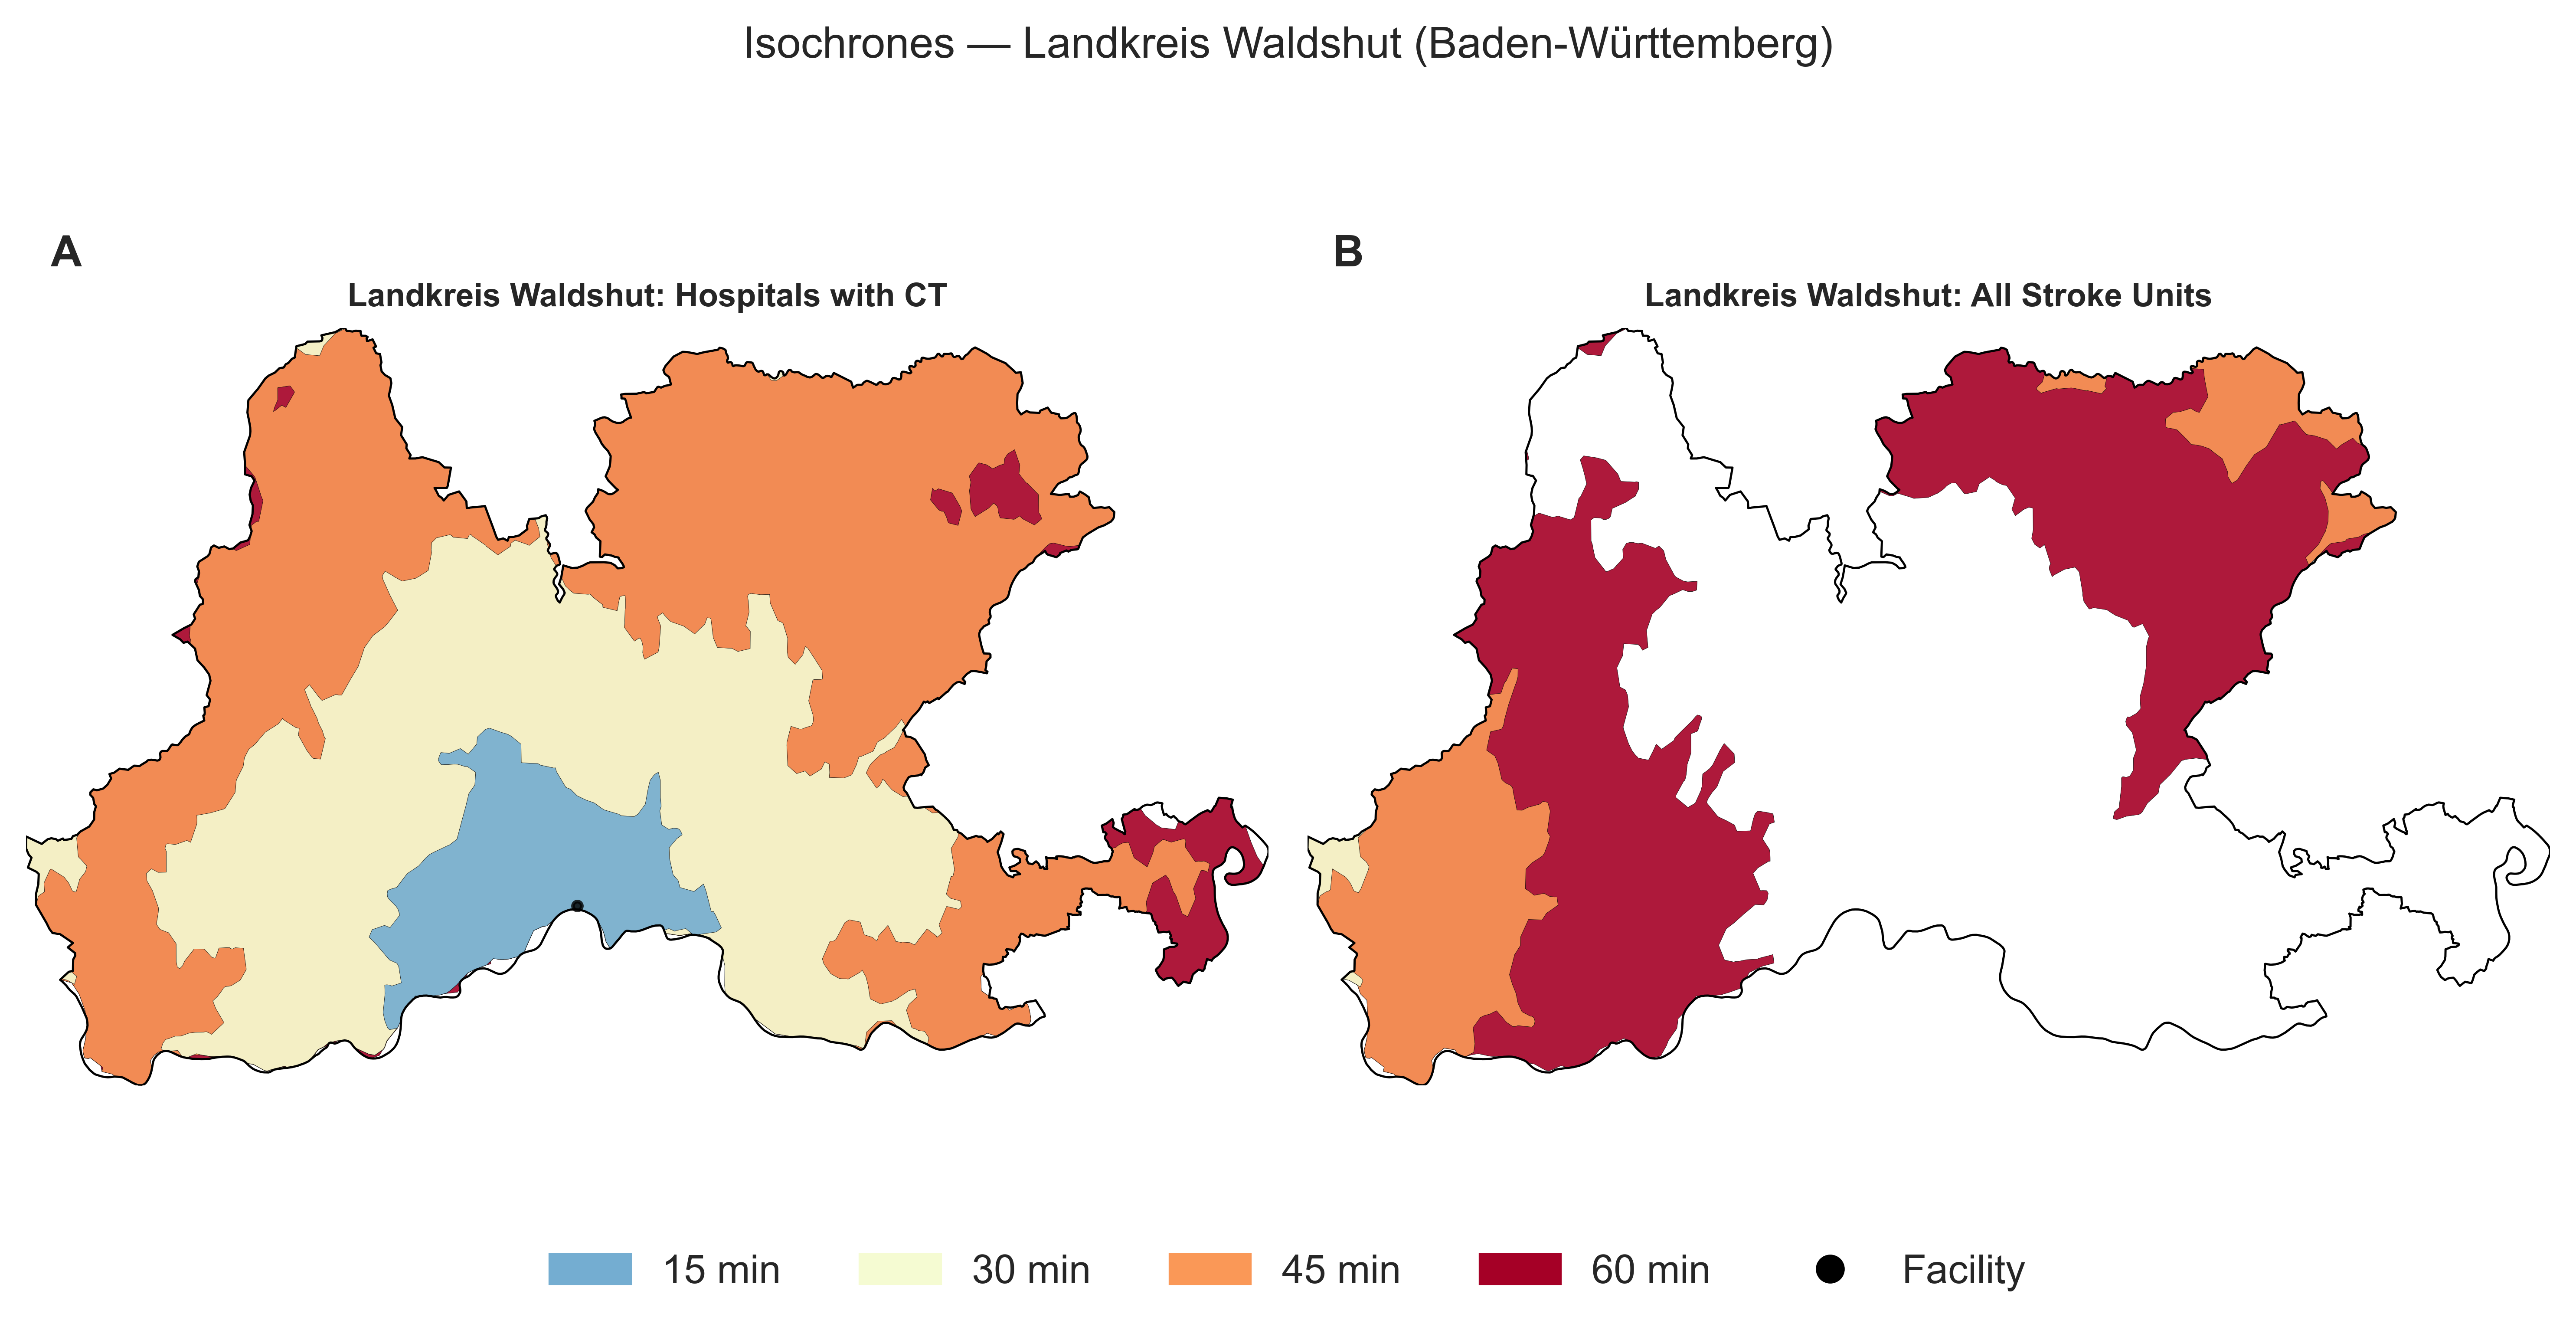 Isochrones — Landkreis Waldshut (Baden-Württemberg)
A
Landkreis Waldshut: Hospitals with CT
B
Landkreis Waldshut: All Stroke Units
15 min
30 min
45 min
60 min
Facility